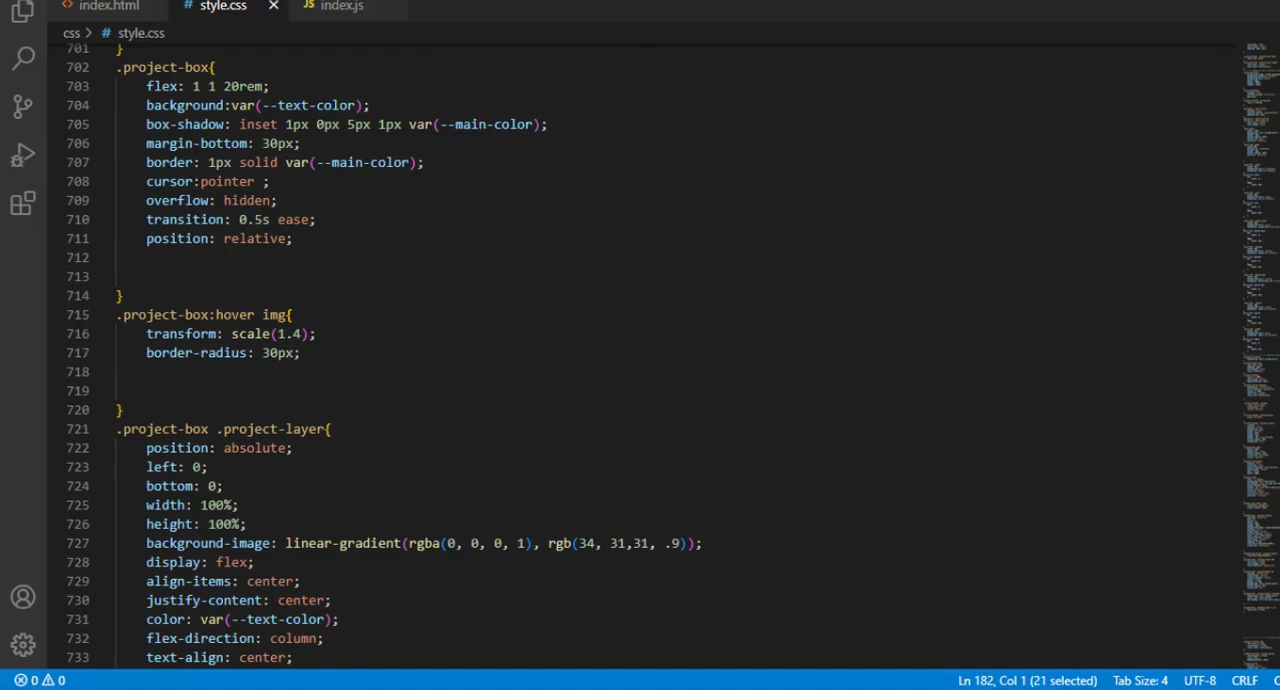 index.html
style.css
index.js
css > # style.css
701 }
702 .project-box{
703 flex: 1 1 20rem;
704 background:var(--text-color);
705 box-shadow: inset 1px 0px 5px 1px var(--main-color);
706 margin-bottom: 30px;
707 border: 1px solid var(--main-color);
708 cursor:pointer ;
709 overflow: hidden;
710 transition: 0.5s ease;
711 position: relative;
712
713
714 }
715 .project-box:hover img{
716 transform: scale(1.4);
717 border-radius: 30px;
718
719
720 }
721 .project-box .project-layer{
722 position: absolute;
723 left: 0;
724 bottom: 0;
725 width: 100%;
726 height: 100%;
727 background-image: linear-gradient(rgba(0, 0, 0, 1), rgb(34, 31,31, .9));
728 display: flex;
729 align-items: center;
730 justify-content: center;
731 color: var(--text-color);
732 flex-direction: column;
733 text-align: center;
0 0 Ln 182, Col 1 (21 selected) Tab Size: 4 UTF-8 CRLF